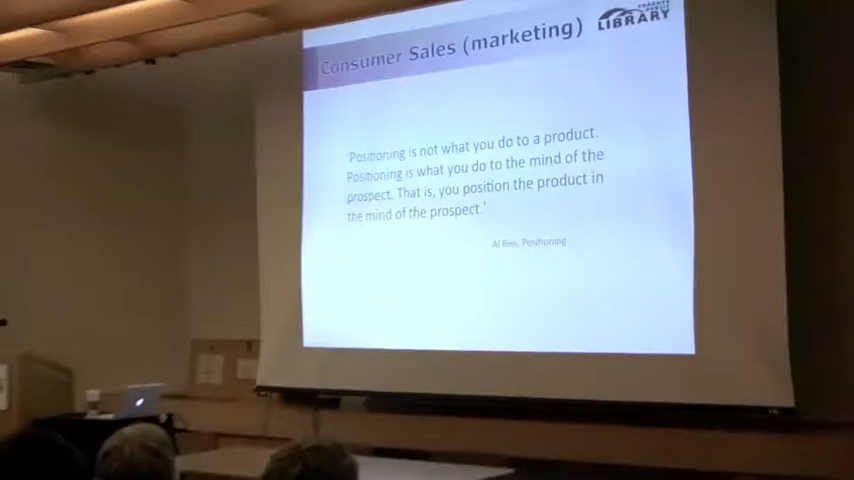 Consumer Sales (marketing)
TORONTO
PUBLIC
LIBRARY
'Positioning is not what you do to a product.
Positioning is what you do to the mind of the
prospect. That is, you position the product in
the mind of the prospect.'
Al Ries, Positioning